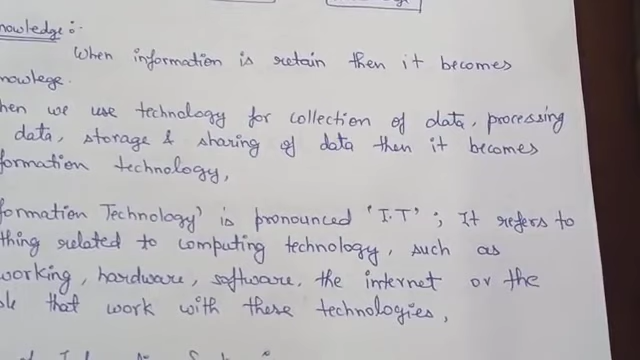 nowledge:-
When information is retain then it becomes
nowlege.
hen we use technology for collection of data, processing
data, storage & sharing of data then it becomes
formation technology,
formation Technology' is pronounced 'I.T'; It refers to
thing related to computing technology, such as
working, hardware, software, the internet or the
ple that work with these technologies,